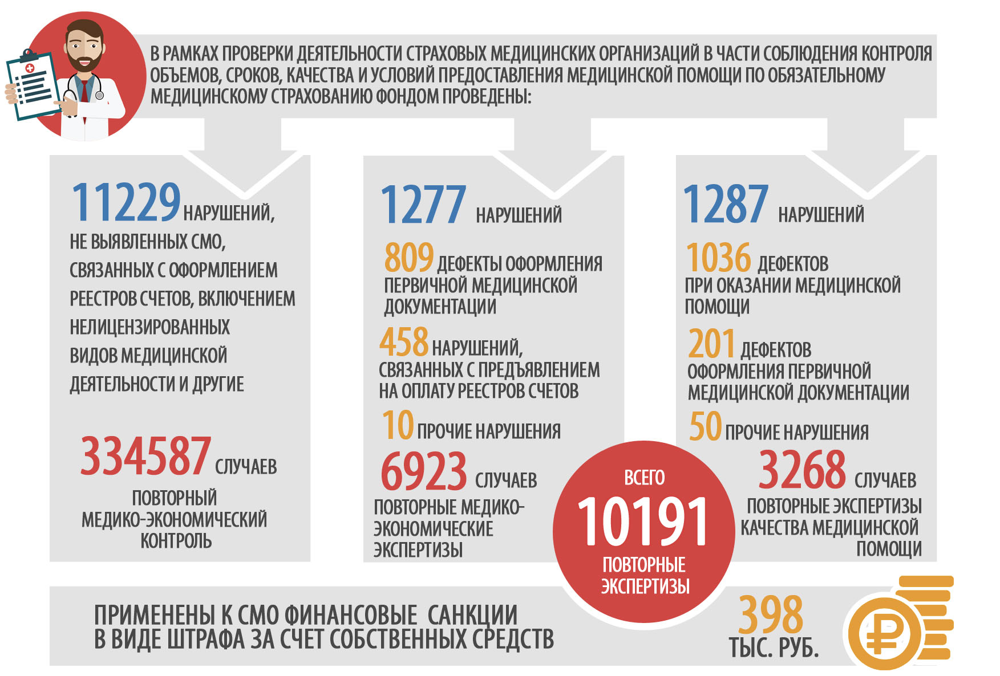 В РАМКАХ ПРОВЕРКИ ДЕЯТЕЛЬНОСТИ СТРАХОВЫХ МЕДИЦИНСКИХ ОРГАНИЗАЦИЙ В ЧАСТИ СОБЛЮДЕНИЯ КОНТРОЛЯ
ОБЪЕМОВ, СРОКОВ, КАЧЕСТВА И УСЛОВИЙ ПРЕДОСТАВЛЕНИЯ МЕДИЦИНСКОЙ ПОМОЩИ ПО ОБЯЗАТЕЛЬНОМУ
МЕДИЦИНСКОМУ СТРАХОВАНИЮ ФОНДОМ ПРОВЕДЕНЫ:
11229 НАРУШЕНИЙ,
НЕ ВЫЯВЛЕННЫХ СМО,
СВЯЗАННЫХ С ОФОРМЛЕНИЕМ
РЕЕСТРОВ СЧЕТОВ, ВКЛЮЧЕНИЕМ
НЕЛИЦЕНЗИРОВАННЫХ
ВИДОВ МЕДИЦИНСКОЙ
ДЕЯТЕЛЬНОСТИ И ДРУГИЕ
334587 СЛУЧАЕВ
ПОВТОРНЫЙ
МЕДИКО-ЭКОНОМИЧЕСКИЙ
КОНТРОЛЬ
1277 НАРУШЕНИЙ
809 ДЕФЕКТЫ ОФОРМЛЕНИЯ
ПЕРВИЧНОЙ МЕДИЦИНСКОЙ
ДОКУМЕНТАЦИИ
458 НАРУШЕНИЙ,
СВЯЗАННЫХ С ПРЕДЪЯВЛЕНИЕМ
НА ОПЛАТУ РЕЕСТРОВ СЧЕТОВ
10 ПРОЧИЕ НАРУШЕНИЯ
6923 СЛУЧАЕВ
ПОВТОРНЫЕ МЕДИКО-
ЭКОНОМИЧЕСКИЕ
ЭКСПЕРТИЗЫ
1287 НАРУШЕНИЙ
1036 ДЕФЕКТОВ
ПРИ ОКАЗАНИИ МЕДИЦИНСКОЙ
ПОМОЩИ
201 ДЕФЕКТОВ
ОФОРМЛЕНИЯ ПЕРВИЧНОЙ
МЕДИЦИНСКОЙ ДОКУМЕНТАЦИИ
50 ПРОЧИЕ НАРУШЕНИЯ
3268 СЛУЧАЕВ
ПОВТОРНЫЕ ЭКСПЕРТИЗЫ
КАЧЕСТВА МЕДИЦИНСКОЙ
ПОМОЩИ
ВСЕГО
10191
ПОВТОРНЫЕ
ЭКСПЕРТИЗЫ
ПРИМЕНЕНЫ К СМО ФИНАНСОВЫЕ САНКЦИИ
В ВИДЕ ШТРАФА ЗА СЧЕТ СОБСТВЕННЫХ СРЕДСТВ
398
ТЫС. РУБ.
₽